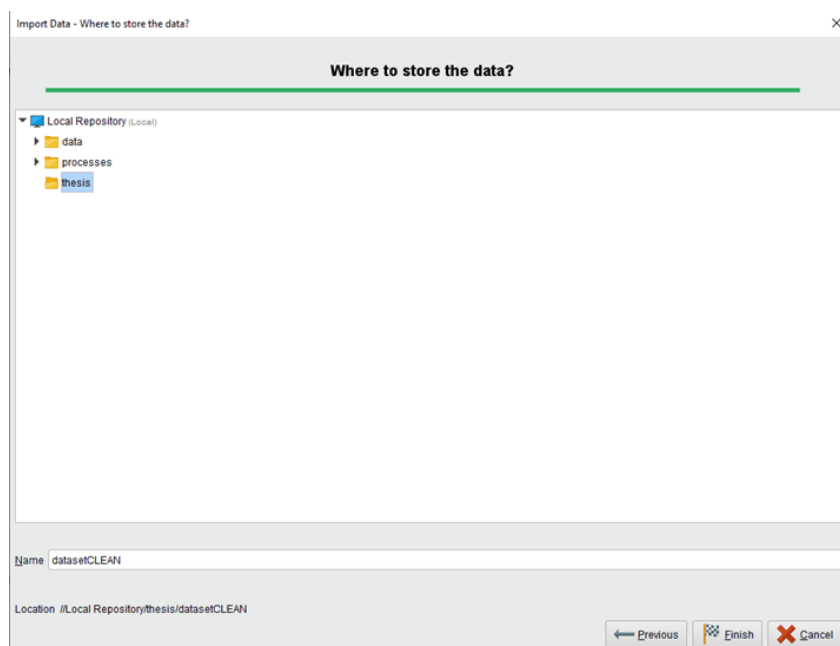 Import Data - Where to store the data?
Where to store the data?
Local Repository (Local)
data
processes
thesis
Name datasetCLEAN
Location //Local Repository/thesis/datasetCLEAN
Previous Finish Cancel